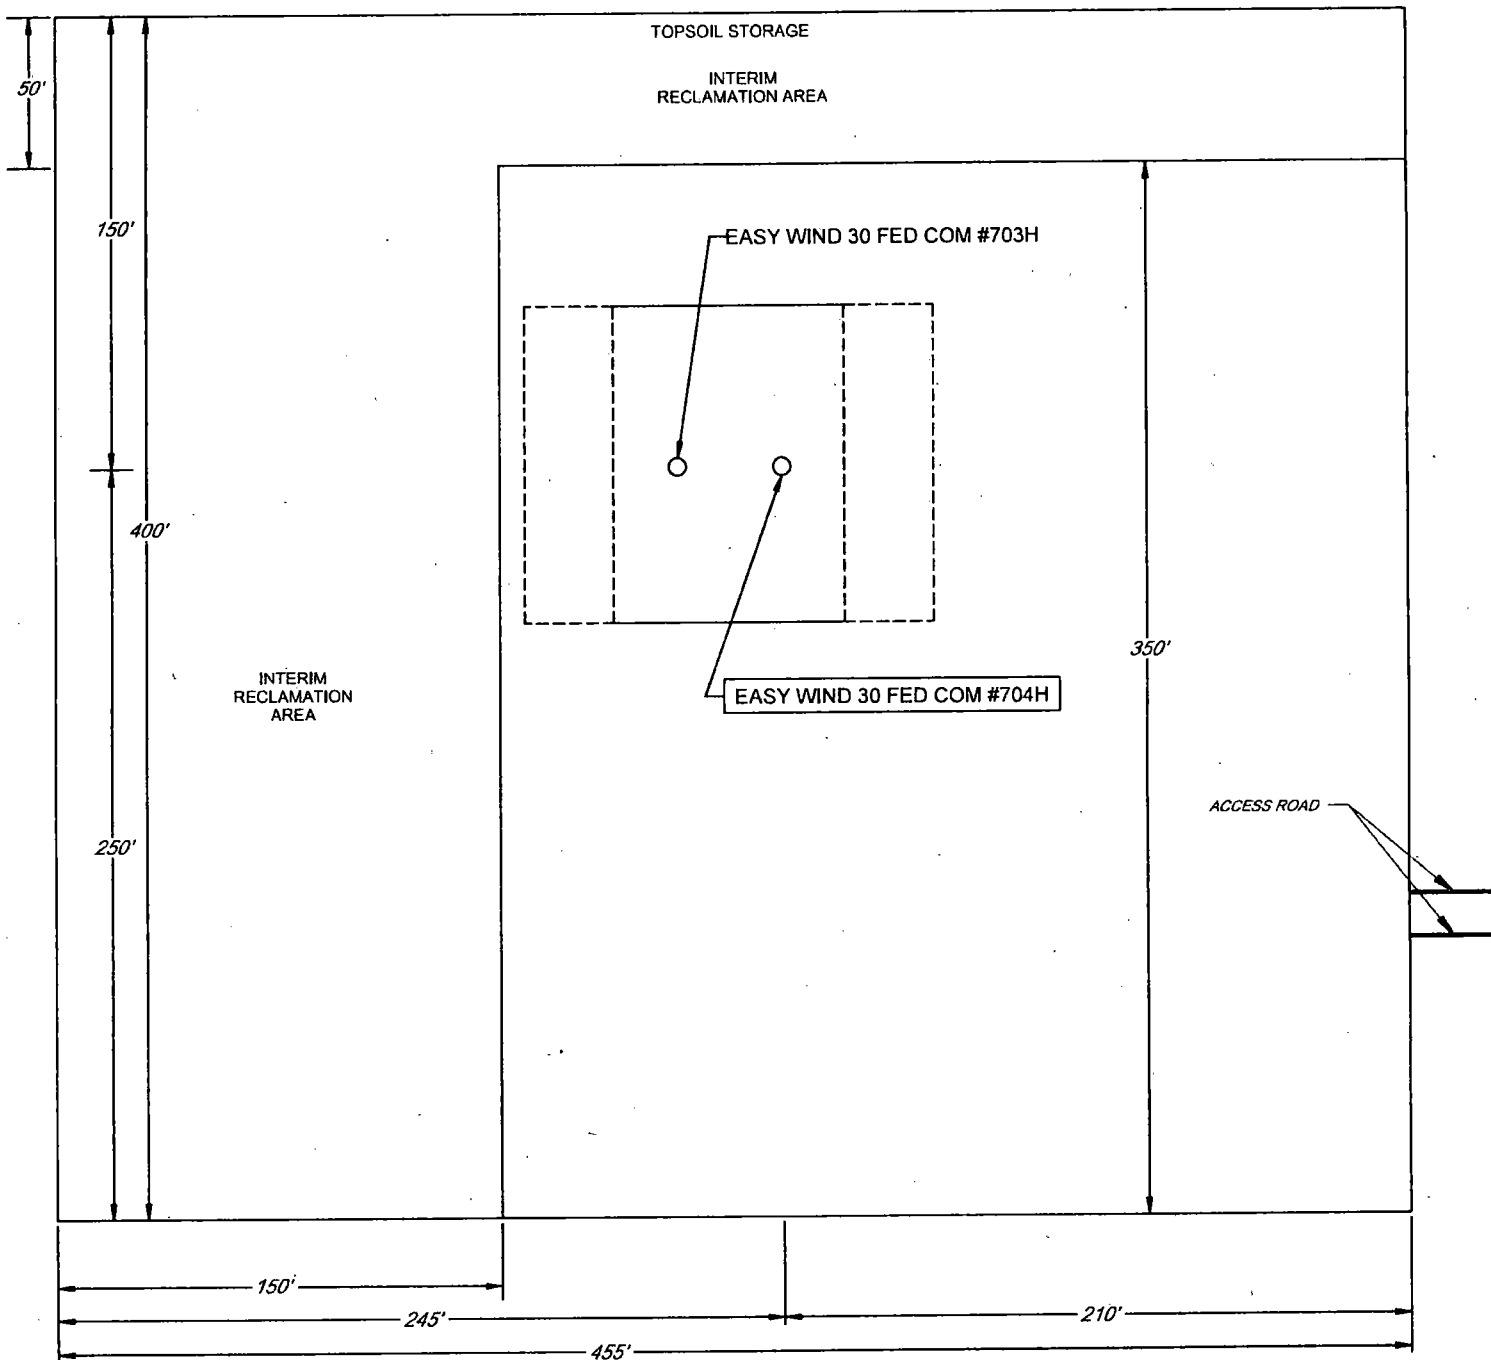 TOPSOIL STORAGE
INTERIM
RECLAMATION AREA
50'
150'
EASY WIND 30 FED COM #703H
400'
350'
INTERIM
RECLAMATION
AREA
EASY WIND 30 FED COM #704H
ACCESS ROAD
250'
150'
245'
210'
455'